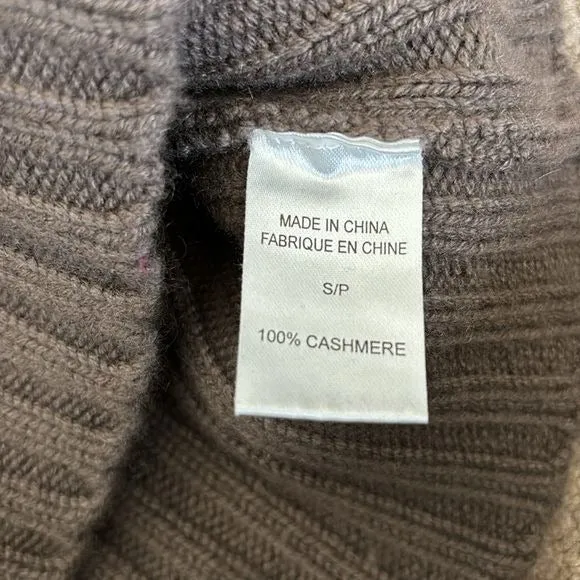 MADE IN CHINA
FABRIQUE EN CHINE
S/P
100% CASHMERE